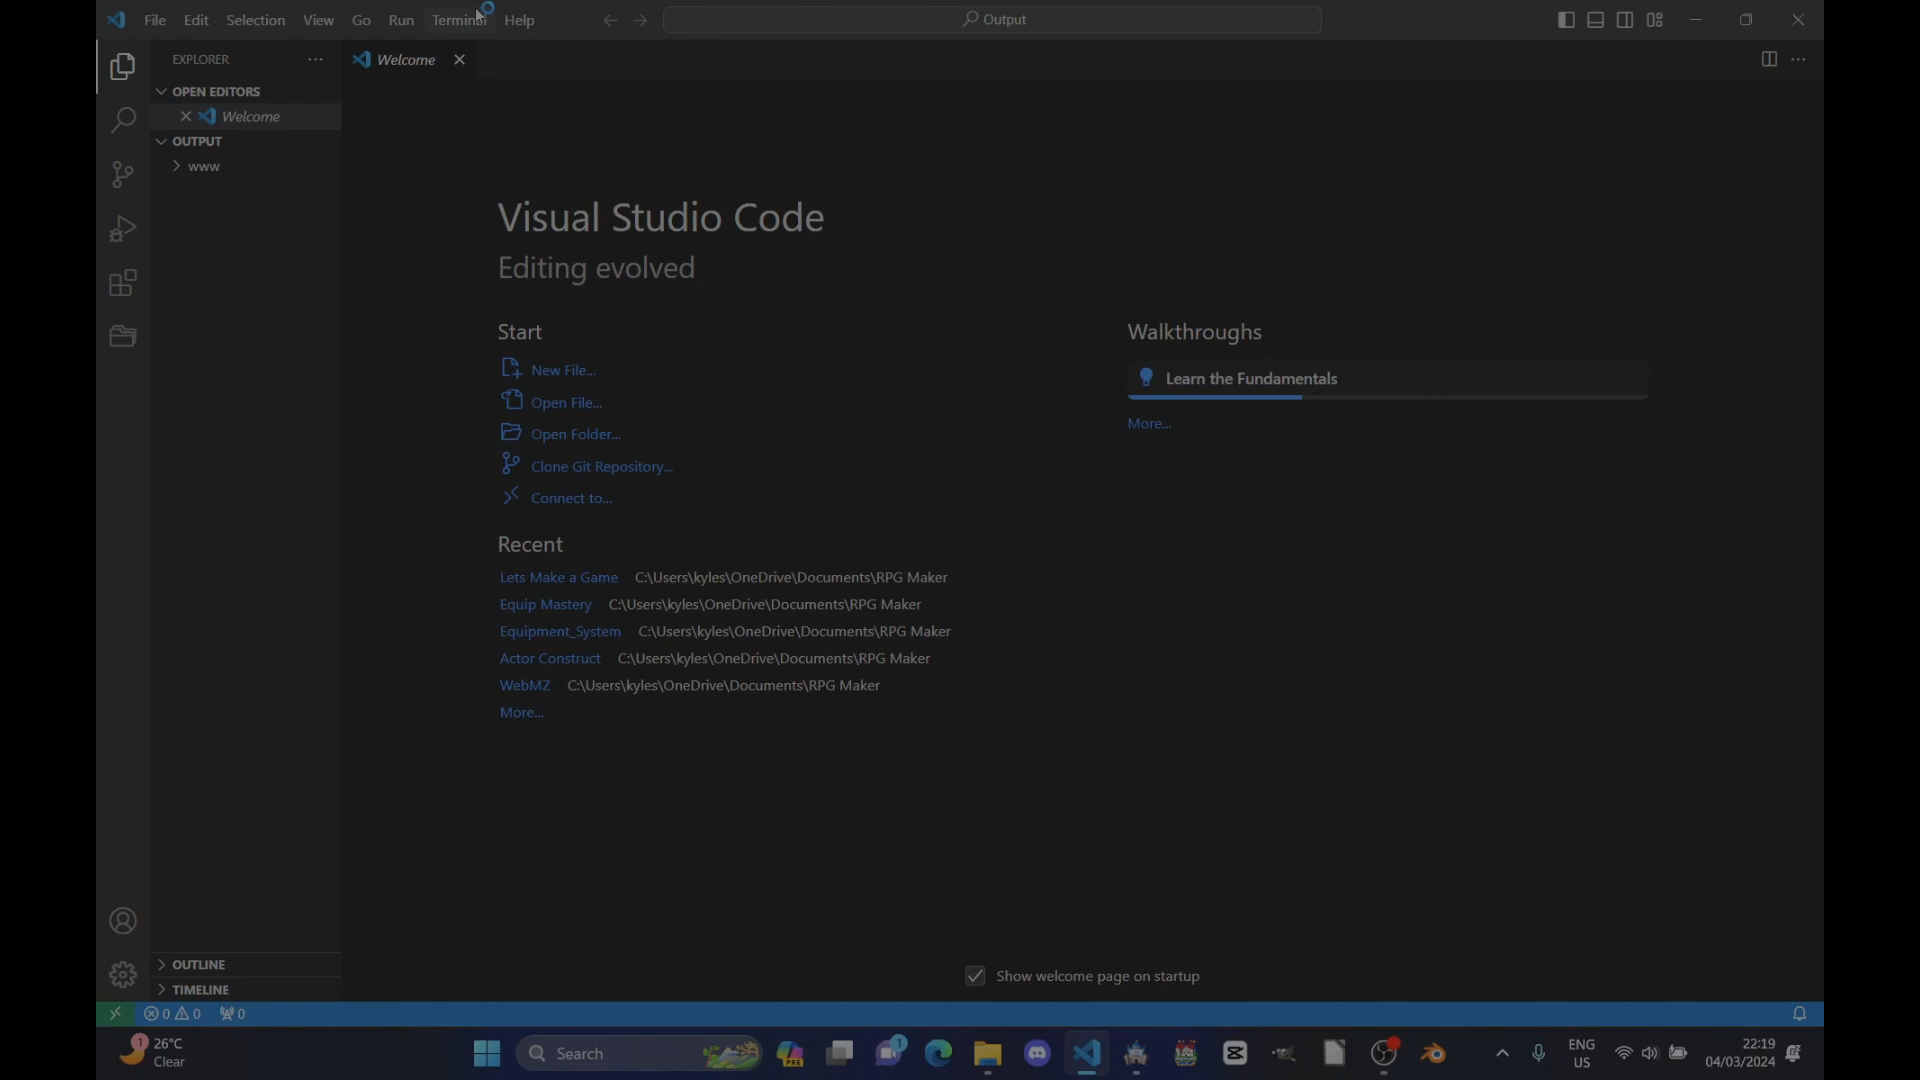 File Edit Selection View Go Run Terminal Help
Output
EXPLORER
Welcome
OPEN EDITORS
Welcome
OUTPUT
www
Visual Studio Code
Editing evolved
Start
New File...
Open File...
Open Folder...
Clone Git Repository...
Connect to...
Walkthroughs
Learn the Fundamentals
More...
Recent
Lets Make a Game C:\Users\kyles\OneDrive\Documents\RPG Maker
Equip Mastery C:\Users\kyles\OneDrive\Documents\RPG Maker
Equipment_System C:\Users\kyles\OneDrive\Documents\RPG Maker
Actor Construct C:\Users\kyles\OneDrive\Documents\RPG Maker
WebMZ C:\Users\kyles\OneDrive\Documents\RPG Maker
More...
OUTLINE
TIMELINE
Show welcome page on startup
0 0 0
1
26°C
Clear
Search
PRE
1
ENG
US
22:19
04/03/2024